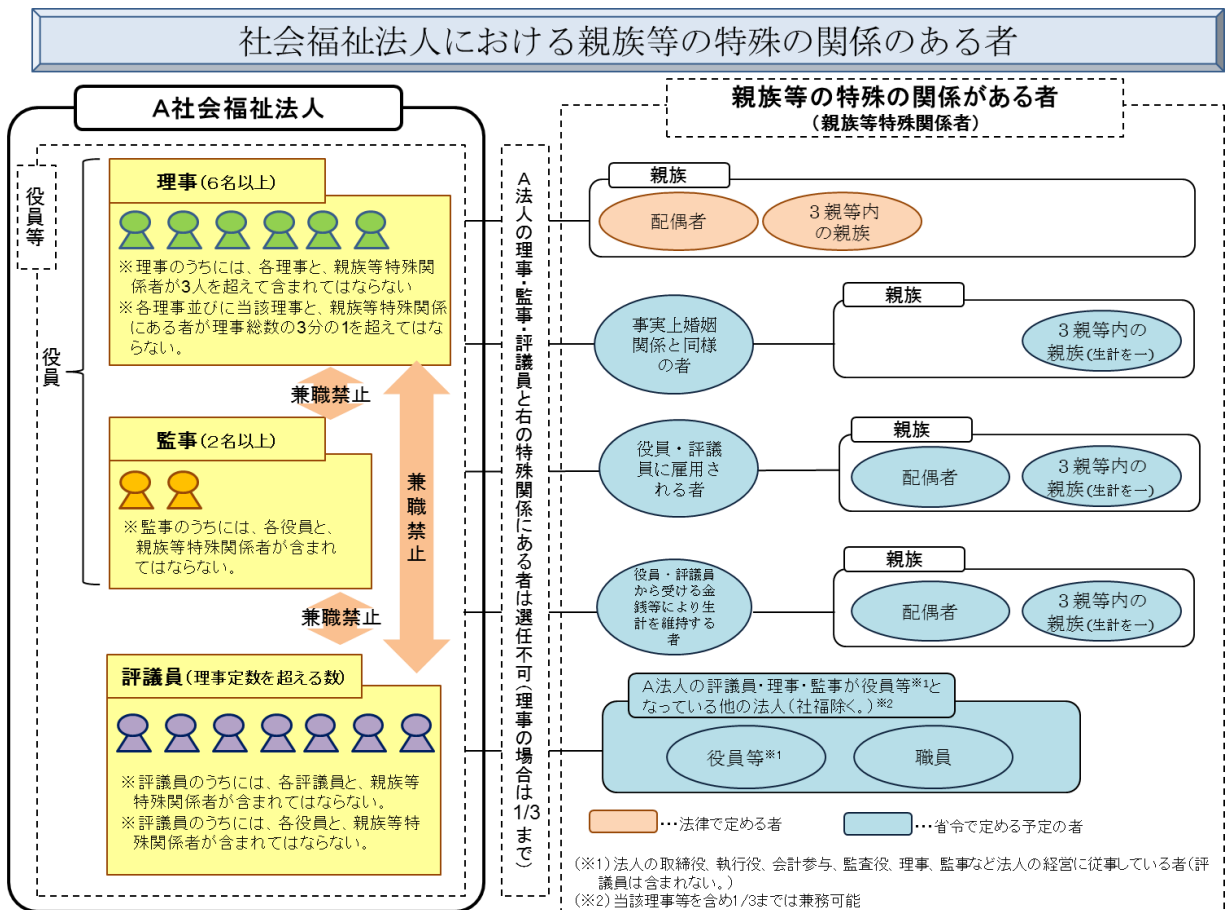 社会福祉法人における親族等の特殊の関係のある者
A社会福祉法人
役員等
役員
理事(6名以上)
※理事のうちには、各理事と、親族等特殊関
係者が3人を超えて含まれてはならない
※各理事並びに当該理事と、親族等特殊関係
にある者が理事総数の3分の1を超えてはな
らない。
兼職禁止
監事(2名以上)
※監事のうちには、各役員と、
親族等特殊関係者が含まれ
てはならない。
兼職禁止
兼職禁止
評議員(理事定数を超える数)
※評議員のうちには、各評議員と、親族等
特殊関係者が含まれてはならない。
※評議員のうちには、各役員と、親族等特
殊関係者が含まれてはならない。
A法人の理事・監事・評議員と右の特殊関係にある者は選任不可(理事の場合は1/3まで)
親族等の特殊の関係がある者
(親族等特殊関係者)
親族
配偶者
3親等内
の親族
事実上婚姻
関係と同様
の者
親族
3親等内の
親族(生計を一)
役員・評議
員に雇用さ
れる者
親族
配偶者
3親等内の
親族(生計を一)
役員・評議員
から受ける金
銭等により生
計を維持する
者
親族
配偶者
3親等内の
親族(生計を一)
A法人の評議員・理事・監事が役員等※1と
なっている他の法人(社福除く。)※2
役員等※1
職員
・・・法律で定める者
・・・省令で定める予定の者
(※1)法人の取締役、執行役、会計参与、監査役、理事、監事など法人の経営に従事している者(評
議員は含まれない。)
(※2)当該理事等を含め1/3までは兼務可能